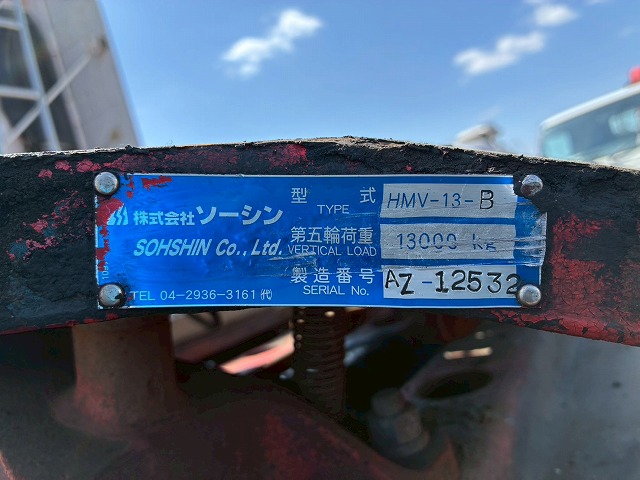 株式会社 ソーシン
SOHSHIN Co., Ltd.
TEL 04-2936-3161 (代)
型 式 HMV-13-B
TYPE
第五輪荷重 13000 Kg
VERTICAL LOAD
製造番号 AZ-12532
SERIAL No.